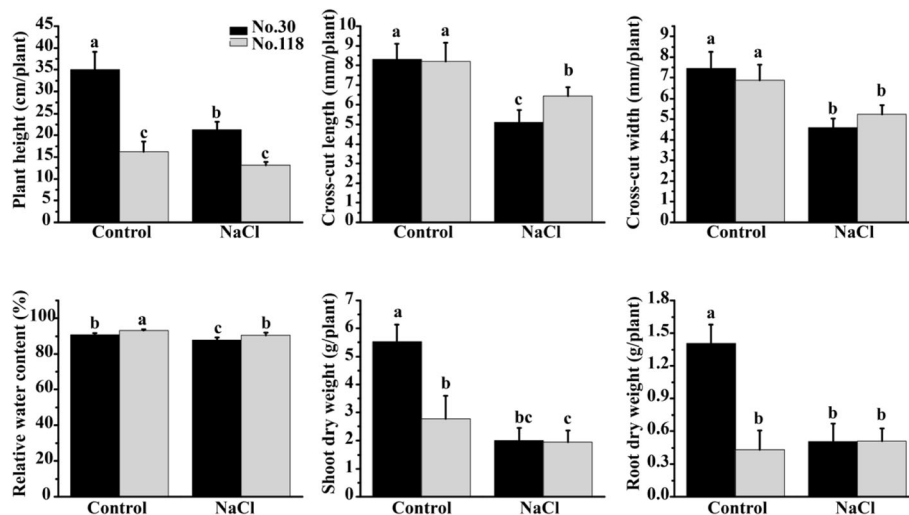 45
40
35
30
25
20
15
10
5
0
Plant height (cm/plant)
No.30
No.118
a
c
b
c
Control
NaCl
10
9
8
7
6
5
4
3
2
1
0
Cross-cut length (mm/plant)
a
a
c
b
Control
NaCl
9
8
7
6
5
4
3
2
1
0
Cross-cut width (mm/plant)
a
a
b
b
Control
NaCl
100
80
60
40
20
0
Relative water content (%)
b
a
c
b
Control
NaCl
7
6
5
4
3
2
1
0
Shoot dry weight (g/plant)
a
b
bc
c
Control
NaCl
1.8
1.5
1.2
0.9
0.6
0.3
0.0
Root dry weight (g/plant)
a
b
b
b
Control
NaCl